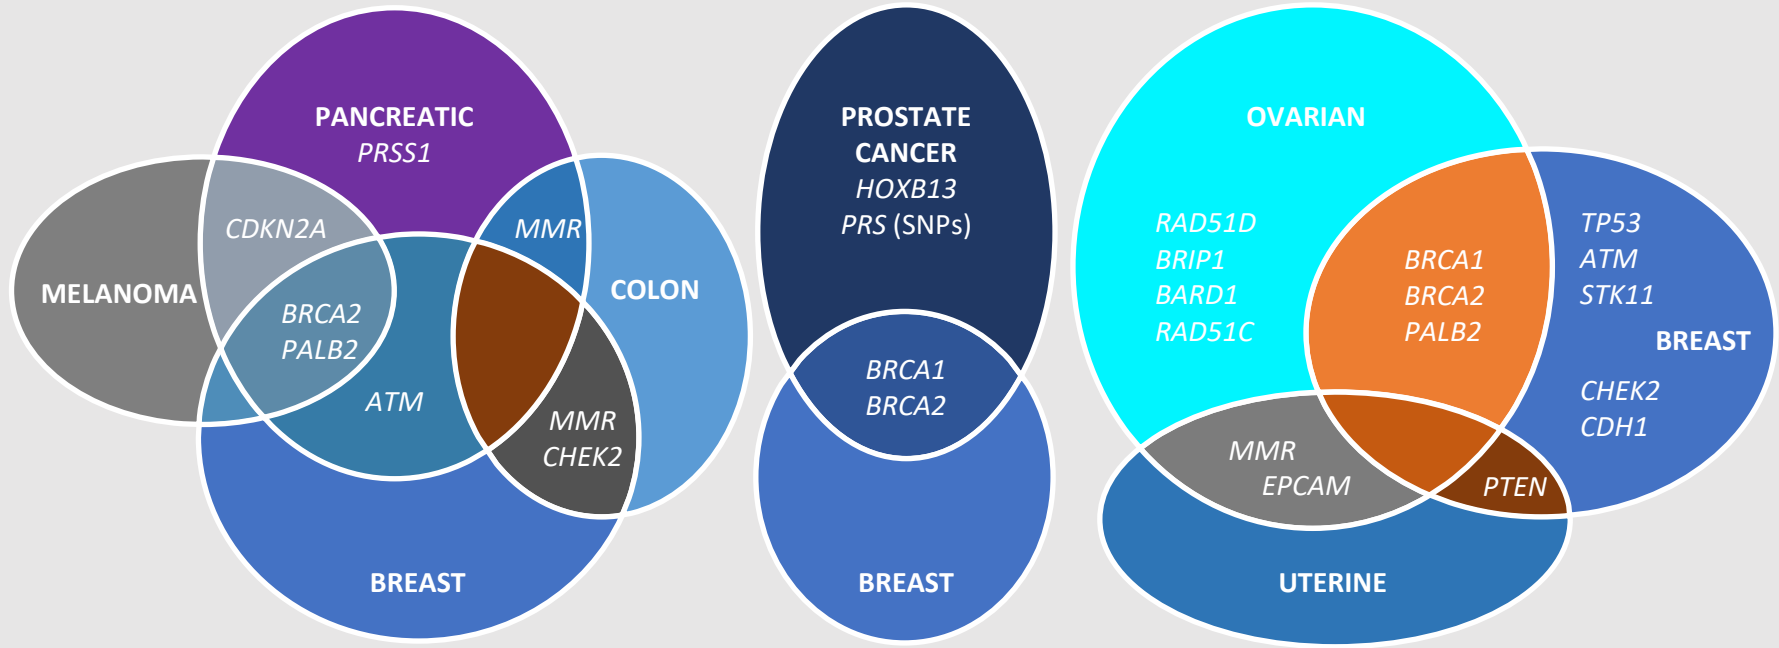 PANCREATIC
PRSS1
CDKN2A
MMR
MELANOMA
COLON
BRCA2
PALB2
ATM
MMR
CHEK2
BREAST
PROSTATE
CANCER
HOXB13
PRS (SNPs)
BRCA1
BRCA2
BREAST
OVARIAN
RAD51D
BRIP1
BARD1
RAD51C
BRCA1
BRCA2
PALB2
TP53
ATM
STK11
BREAST
CHEK2
CDH1
MMR
EPCAM
PTEN
UTERINE